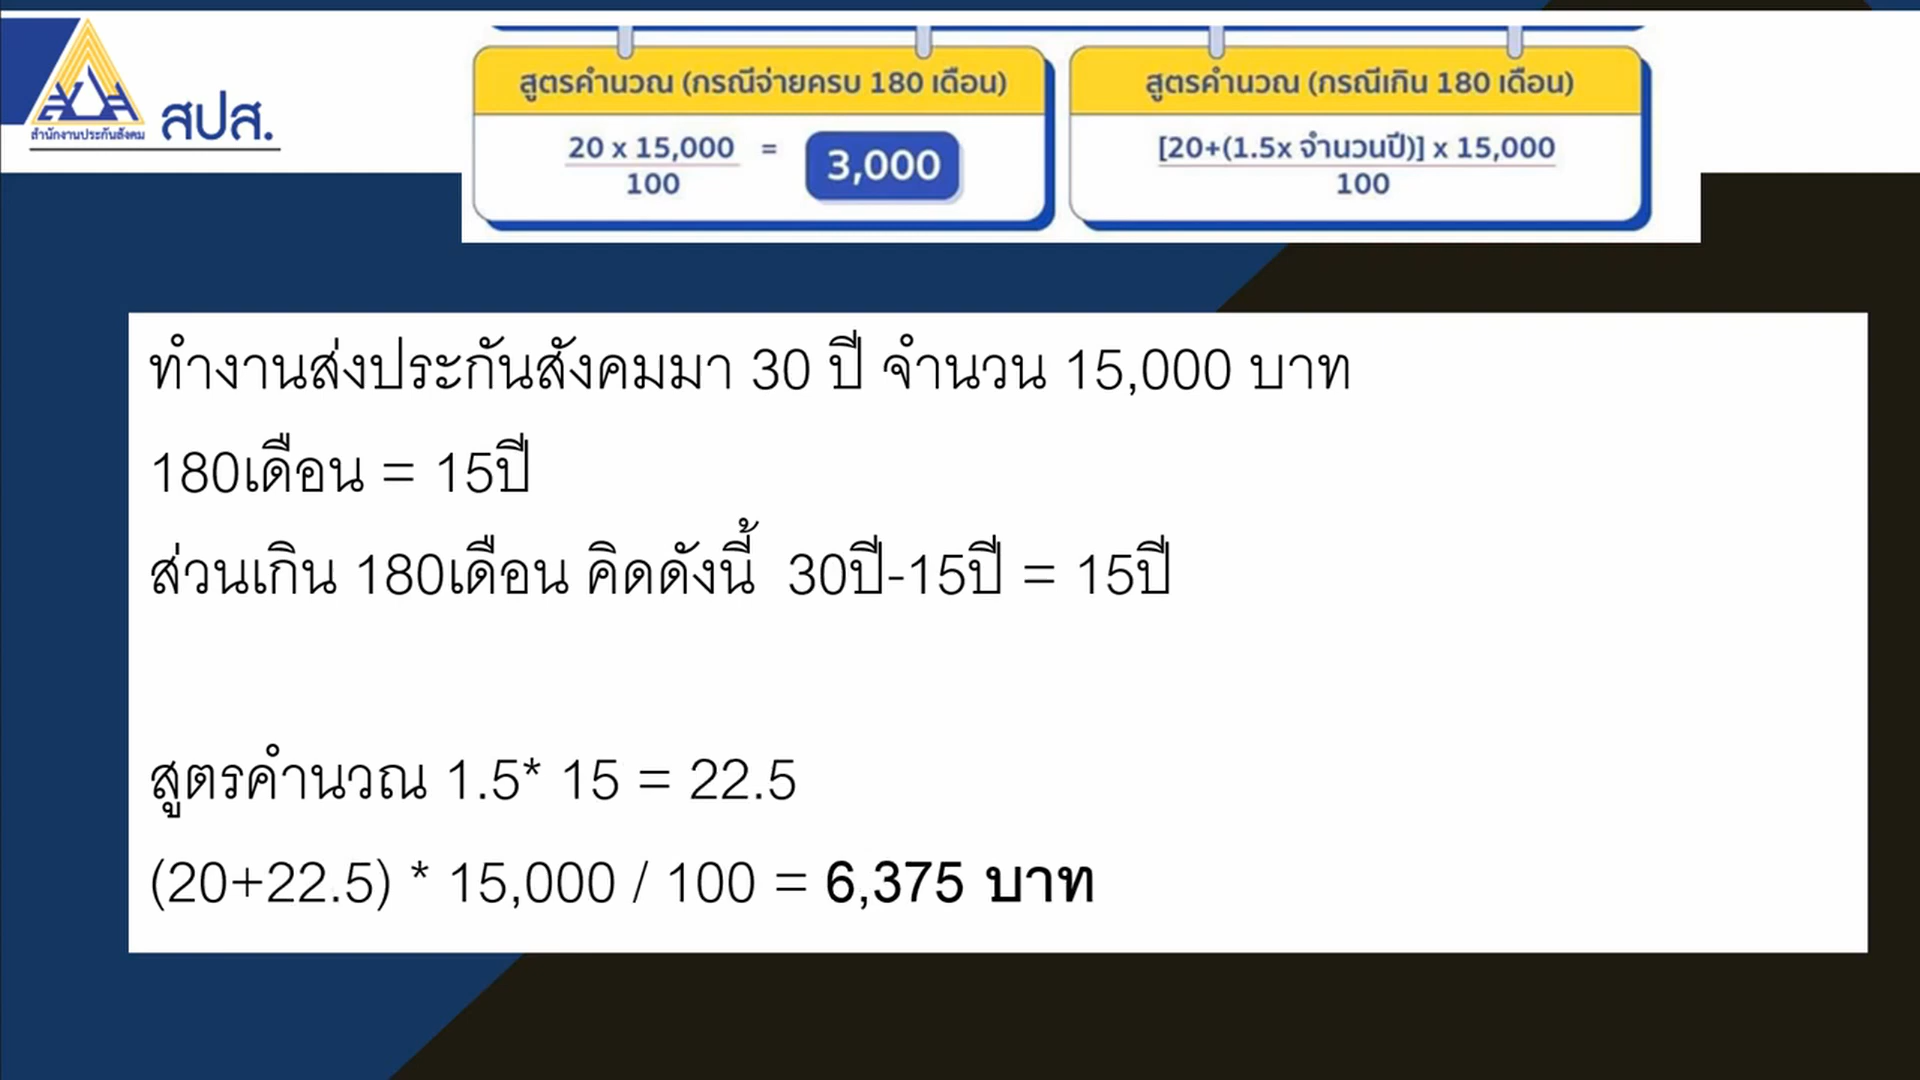 สำนักงานประกันสังคม
สปส.
สูตรคำนวณ (กรณีจ่ายครบ 180 เดือน)
20 x 15,000
100
= 3,000
สูตรคำนวณ (กรณีเกิน 180 เดือน)
[20+(1.5x จำนวนปี)] x 15,000
100
ทำงานส่งประกันสังคมมา 30 ปี จำนวน 15,000 บาท
180เดือน = 15ปี
ส่วนเกิน 180เดือน คิดดังนี้ 30ปี-15ปี = 15ปี
สูตรคำนวณ 1.5* 15 = 22.5
(20+22.5) * 15,000 / 100 = 6,375 บาท